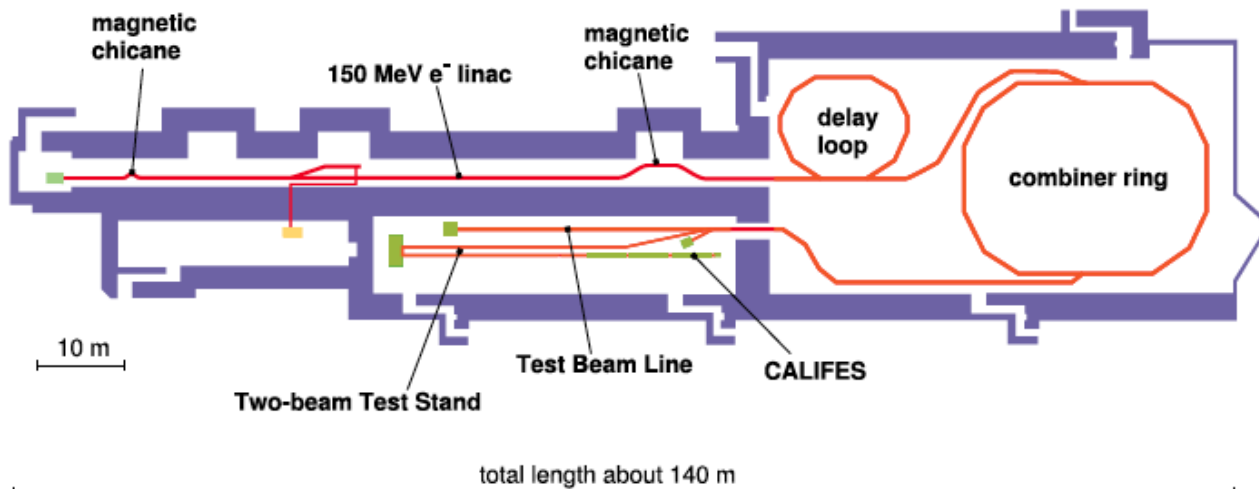 magnetic
chicane
150 MeV e⁻ linac
magnetic
chicane
delay
loop
combiner ring
10 m
Two-beam Test Stand
Test Beam Line
CALIFES
total length about 140 m